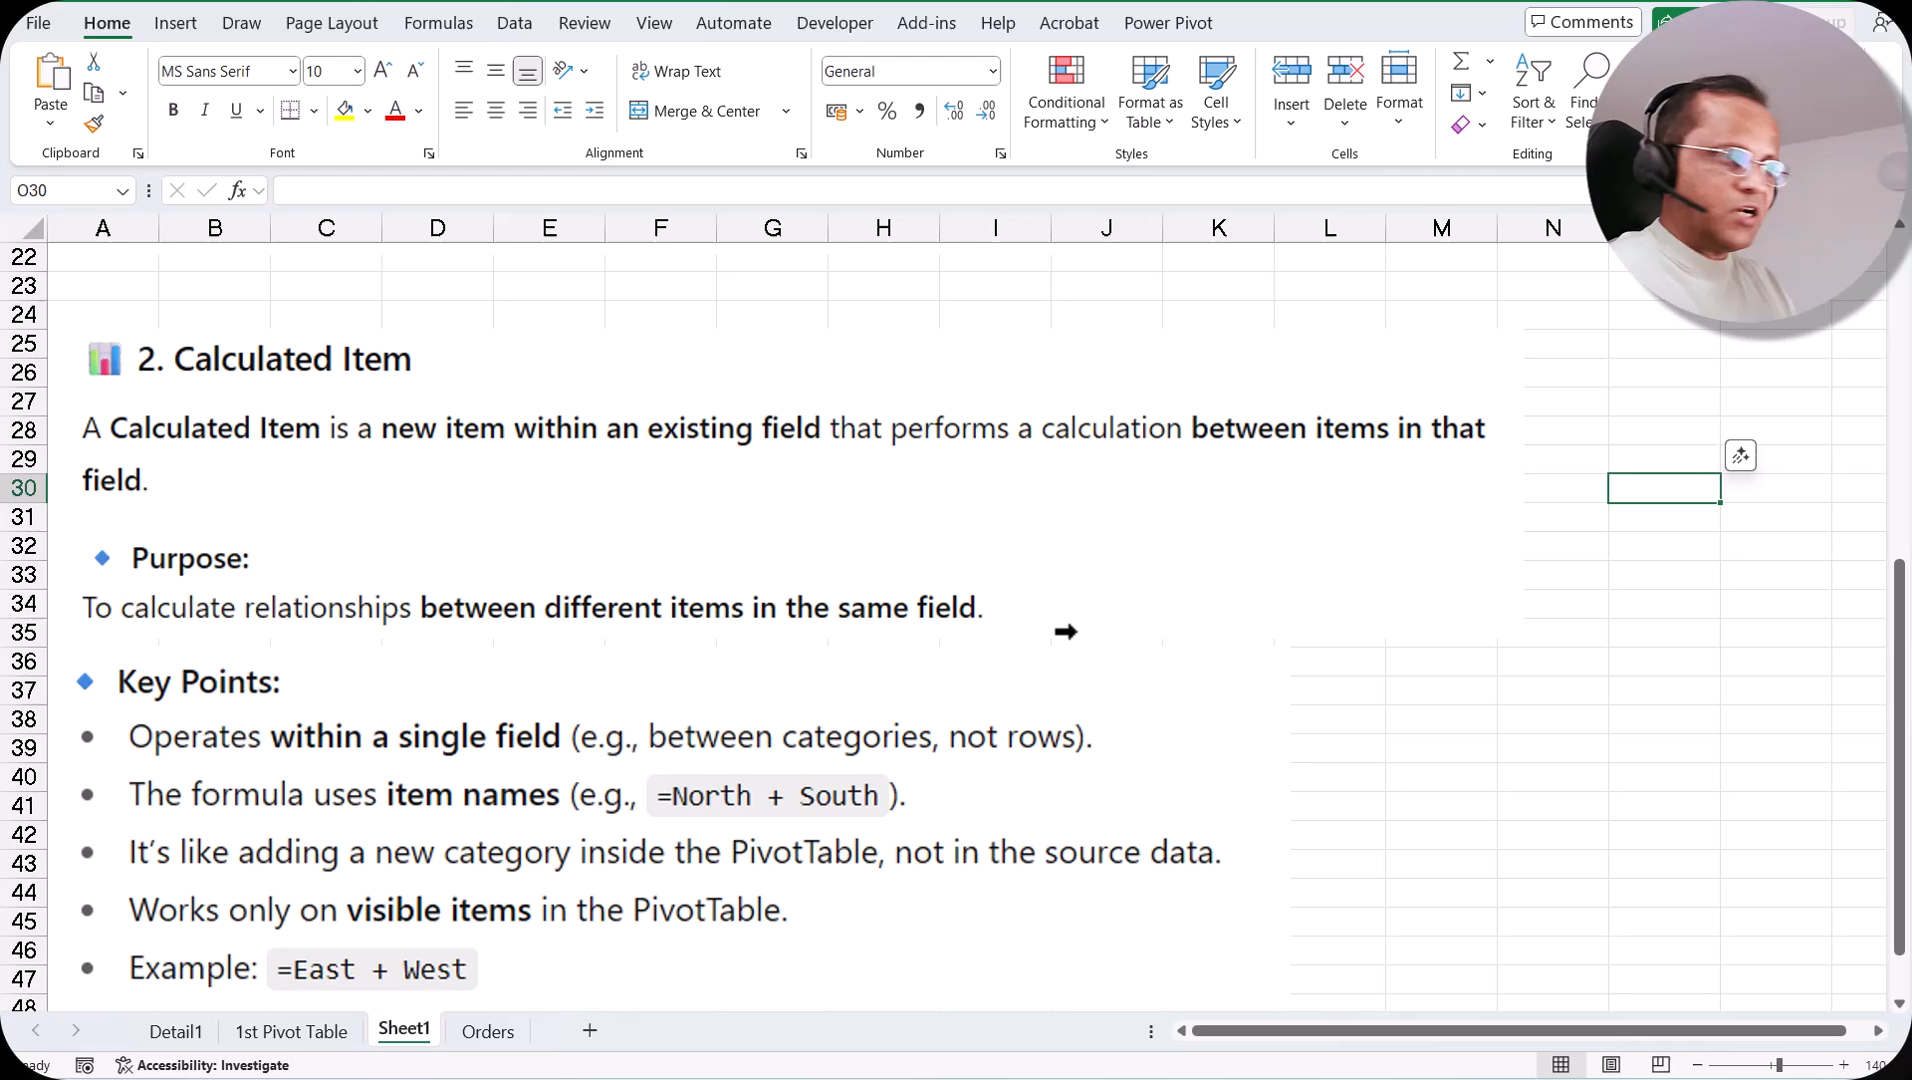 File Home Insert Draw Page Layout Formulas Data Review View Automate Developer Add-ins Help Acrobat Power Pivot Comments
MS Sans Serif 10 Wrap Text General
Paste Merge & Center Conditional Formatting Format as Table Cell Styles Insert Delete Format Sort & Filter
Clipboard Font Alignment Number Styles Cells Editing
O30 fx
A B C D E F G H I J K L M N
22
23
24
25
26
27
28
29
30
31
32
33
34
35
36
37
38
39
40
41
42
43
44
45
46
47
48
2. Calculated Item
A Calculated Item is a new item within an existing field that performs a calculation between items in that
field.
Purpose:
To calculate relationships between different items in the same field.
Key Points:
Operates within a single field (e.g., between categories, not rows).
The formula uses item names (e.g., =North + South ).
It's like adding a new category inside the PivotTable, not in the source data.
Works only on visible items in the PivotTable.
Example: =East + West
Detail1 1st Pivot Table Sheet1 Orders
Accessibility: Investigate